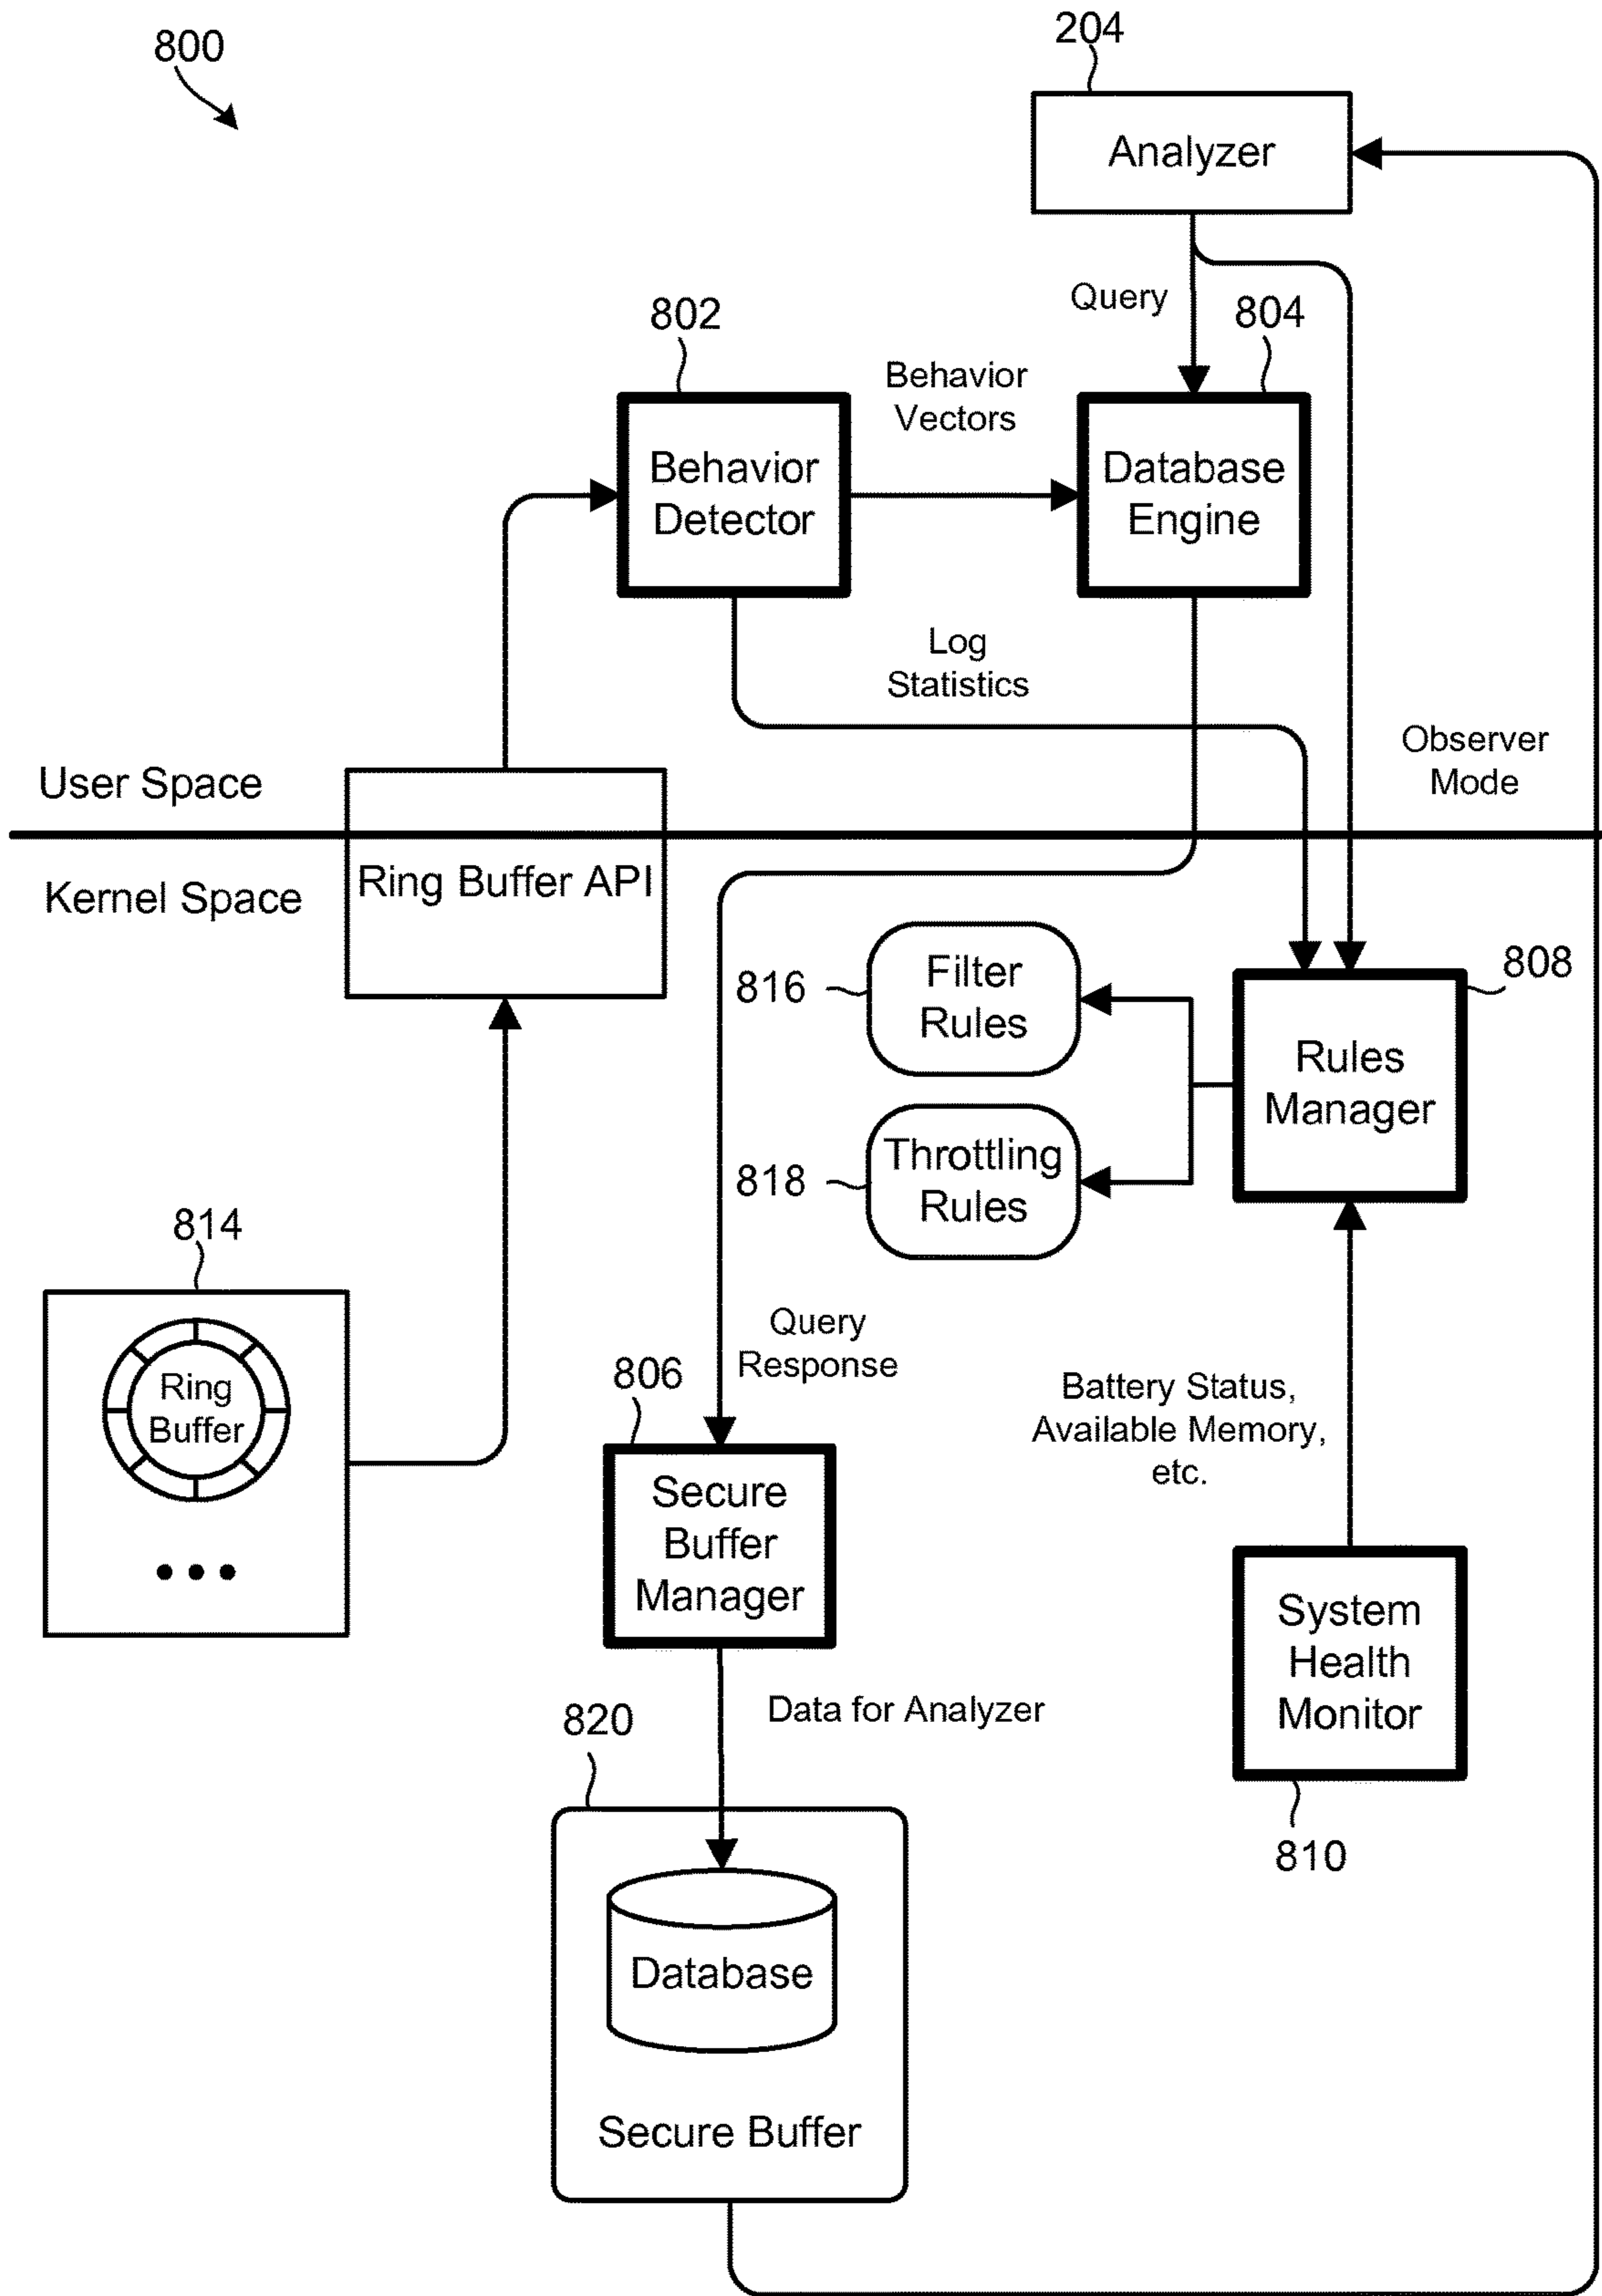 800
204
Analyzer
Query
802
804
Behavior
Vectors
Behavior
Detector
Database
Engine
Log
Statistics
Observer
Mode
User Space
Kernel Space
Ring Buffer API
816
Filter
Rules
808
Rules
Manager
818
Throttling
Rules
814
Ring
Buffer
Query
Response
806
Battery Status,
Available Memory,
etc.
Secure
Buffer
Manager
System
Health
Monitor
820
Data for Analyzer
810
Database
Secure Buffer